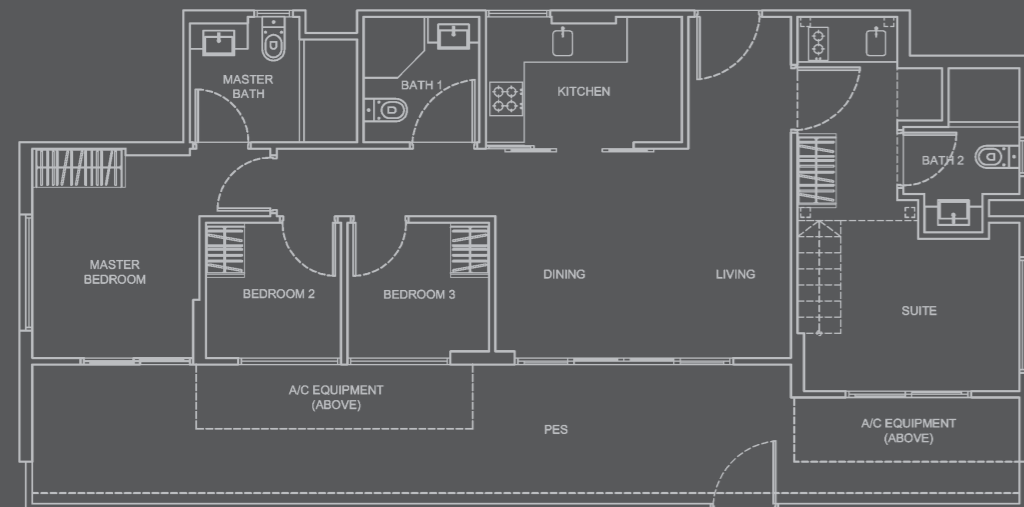 MASTER
BATH
BATH 1
KITCHEN
BATH 2
MASTER
BEDROOM
BEDROOM 2
BEDROOM 3
DINING
LIVING
SUITE
A/C EQUIPMENT
(ABOVE)
PES
A/C EQUIPMENT
(ABOVE)